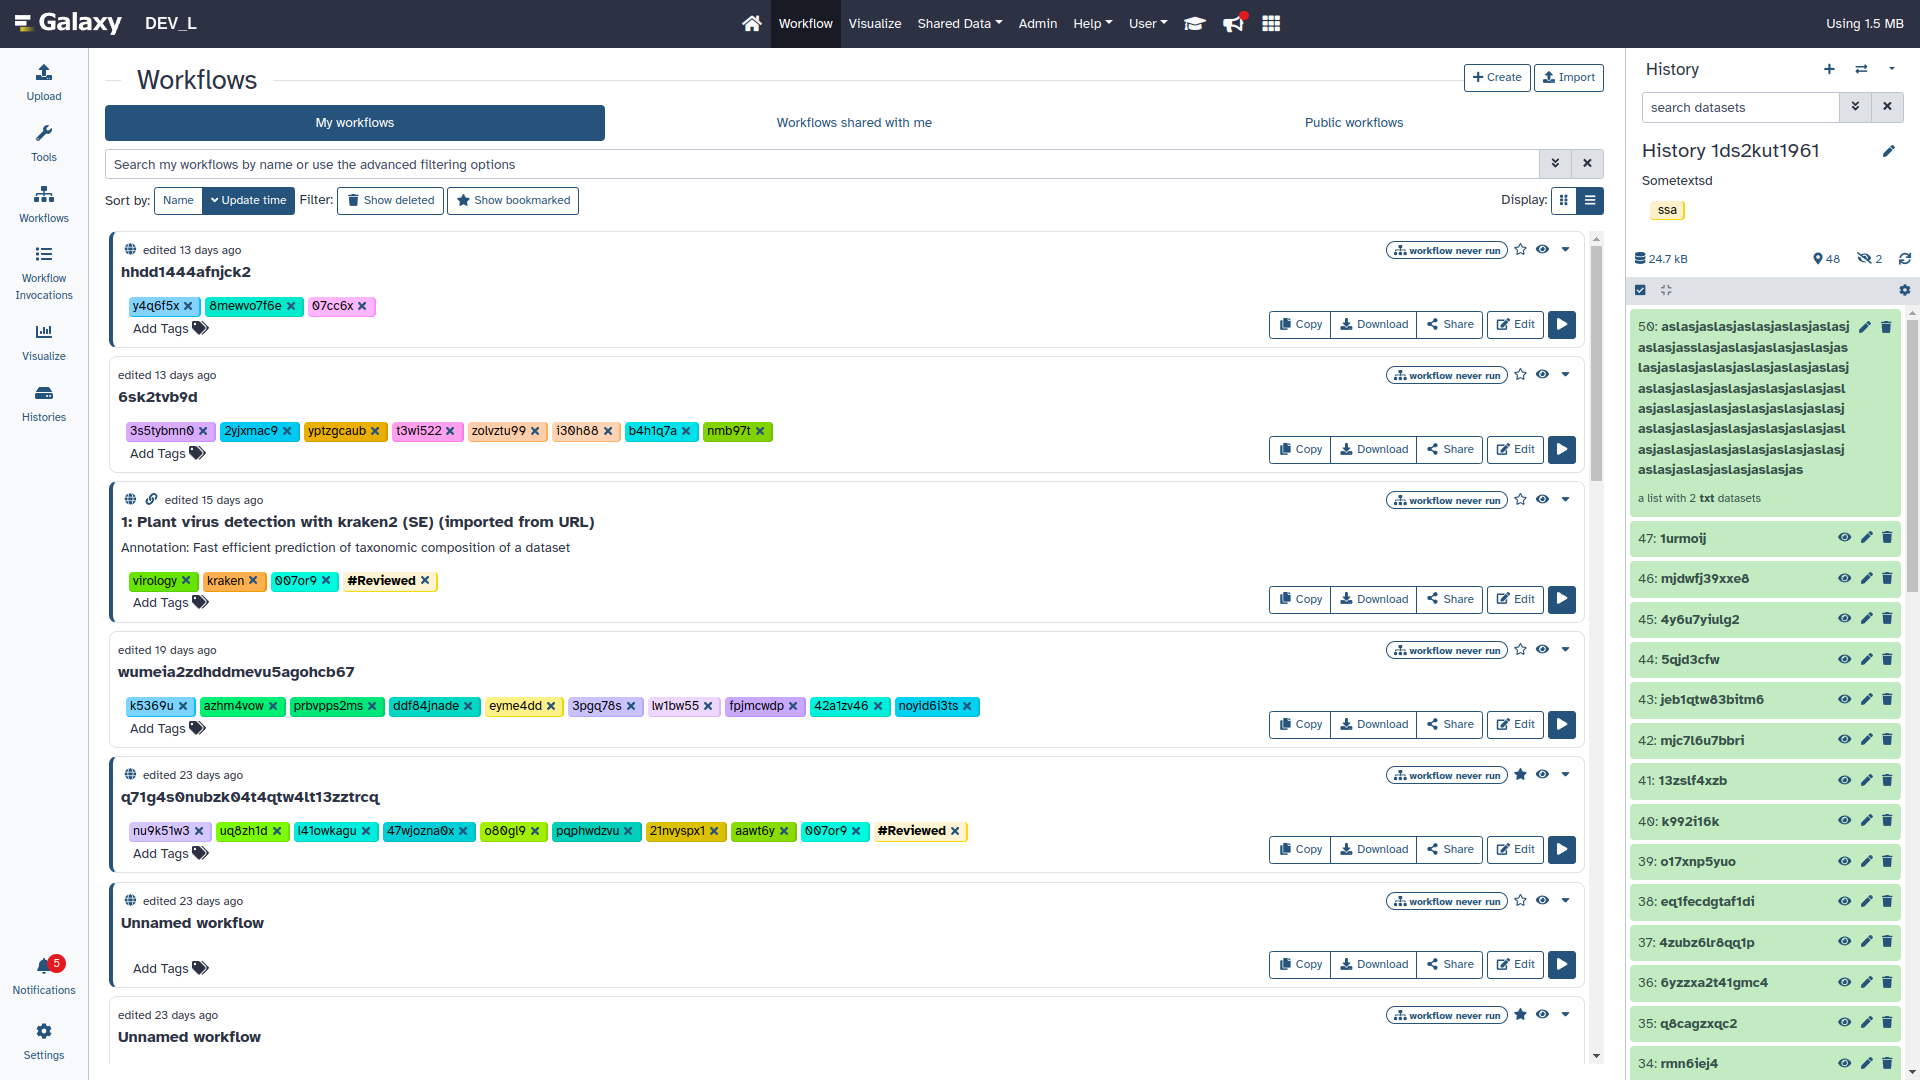 Galaxy DEV_L Workflow Visualize Shared Data Admin Help User Using 1.5 MB
Upload
Tools
Workflows
Workflow
Invocations
Visualize
Histories
5
Notifications
Settings
Workflows
Create Import
My workflows Workflows shared with me Public workflows
Search my workflows by name or use the advanced filtering options
Sort by: Name Update time Filter: Show deleted Show bookmarked Display:
edited 13 days ago workflow never run
hhdd1444afnjck2
y4q6f5x 8mewvo7f6e 07cc6x
Add Tags
Copy Download Share Edit
edited 13 days ago workflow never run
6sk2tvb9d
3s5tybmn0 2yjxmac9 yptzgcaub t3wi522 zolvztu99 i30h88 b4h1q7a nmb97t
Add Tags
Copy Download Share Edit
edited 15 days ago workflow never run
1: Plant virus detection with kraken2 (SE) (imported from URL)
Annotation: Fast efficient prediction of taxonomic composition of a dataset
virology kraken 007or9 #Reviewed
Add Tags
Copy Download Share Edit
edited 19 days ago workflow never run
wumeia2zdhddmevu5agohcb67
k5369u azhm4vow prbvpps2ms ddf84jnade eyme4dd 3pgq78s lw1bw55 fpjmcwdp 42a1zv46 noyid6i3ts
Add Tags
Copy Download Share Edit
edited 23 days ago workflow never run
q71g4s0nubzk04t4qtw4lt13zztrcq
nu9k51w3 uq8zh1d l41owkagu 47wjozna0x o80gl9 pqphwdzvu 21nvyspx1 aawt6y 007or9 #Reviewed
Add Tags
Copy Download Share Edit
edited 23 days ago workflow never run
Unnamed workflow
Add Tags
Copy Download Share Edit
edited 23 days ago workflow never run
Unnamed workflow
History
search datasets
History 1ds2kut1961
Sometextsd
ssa
24.7 kB 48 2
50: aslasjaslasjaslasjaslasjaslasj
aslasjasslasjaslasjaslasjaslasjas
lasjaslasjaslasjaslasjaslasjaslasj
aslasjaslasjaslasjaslasjaslasjasl
asjaslasjaslasjaslasjaslasjaslasj
aslasjaslasjaslasjaslasjaslasjasl
asjaslasjaslasjaslasjaslasjaslasj
aslasjaslasjaslasjaslasjas
a list with 2 txt datasets
47: 1urmoij
46: mjdwfj39xxe8
45: 4y6u7yiulg2
44: 5qjd3cfw
43: jeb1qtw83bitm6
42: mjc7l6u7bbri
41: 13zslf4xzb
40: k992i16k
39: o17xnp5yuo
38: eq1fecdgtaf1di
37: 4zubz6lr8qq1p
36: 6yzzxa2t41gmc4
35: q8cagzxqc2
34: rmn6iej4